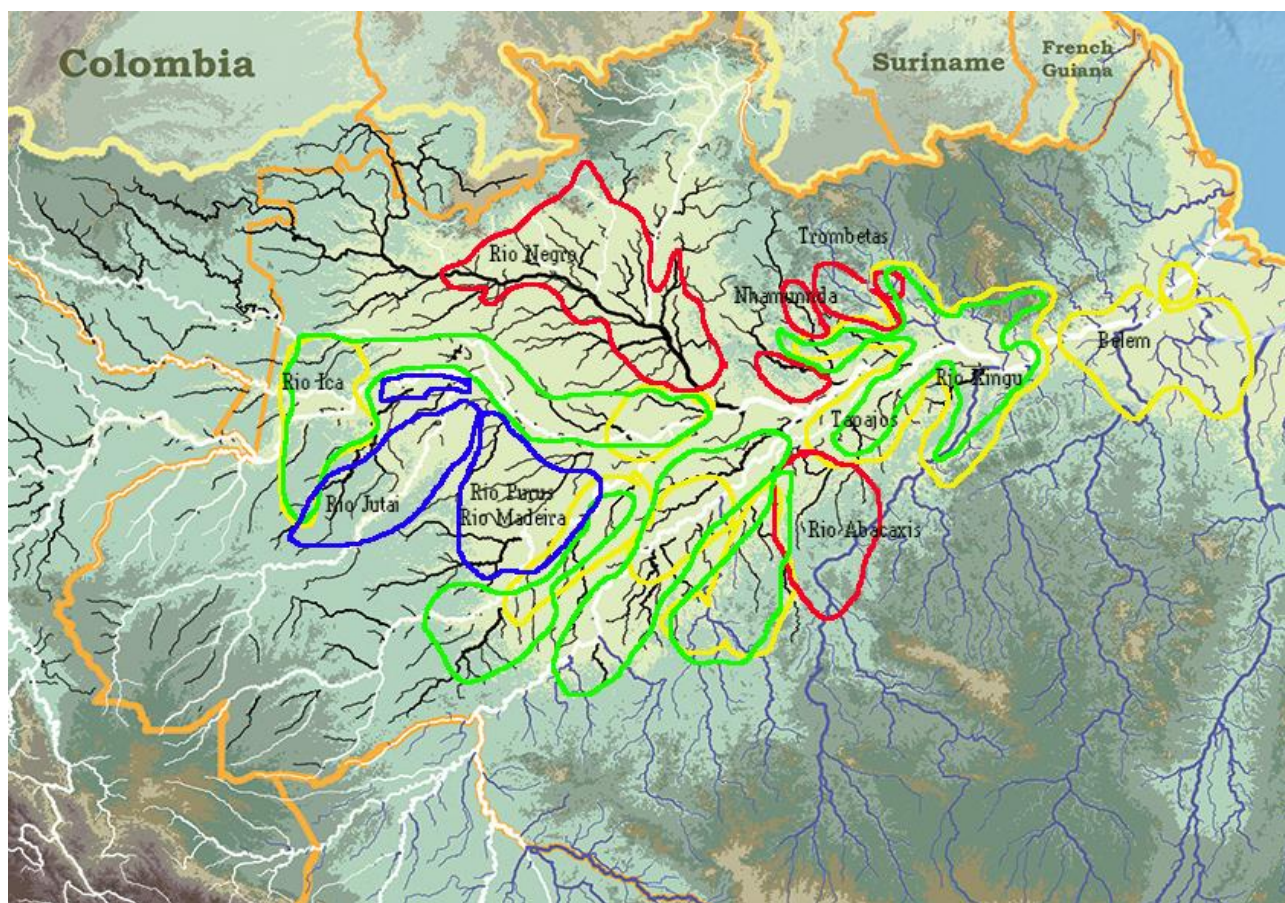 Colombia
Suriname
French
Guiana
Trombetas
Rio Negro
Nhamumda
Belem
Rio Ica
Rio Xingu
Tapajos
Rio Jutai
Rio Purus
Rio Madeira
Rio Abacaxis